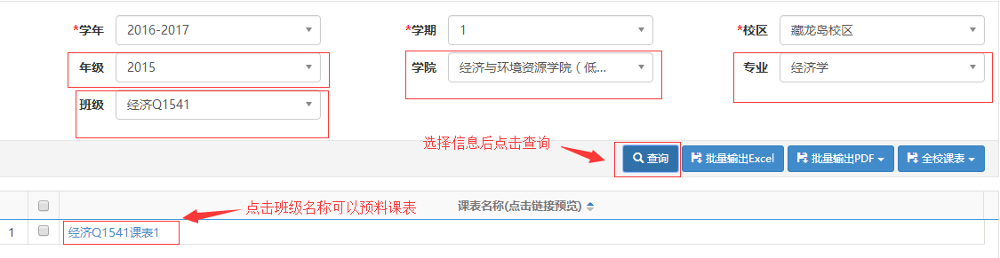 *学年 2016-2017 *学期 1 *校区 藏龙岛校区
年级 2015 学院 经济与环境资源学院（低... 专业 经济学
班级 经济Q1541
选择信息后点击查询
查询 批量输出Excel 批量输出PDF 全校课表
点击班级名称可以预料课表
课表名称(点击链接预览)
1 经济Q1541课表1